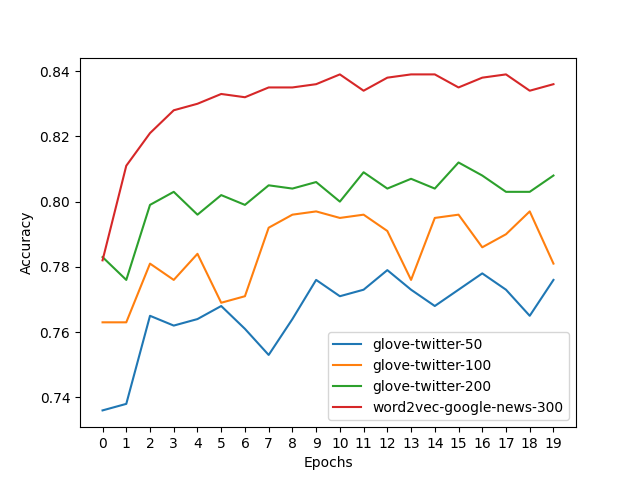 0.84
0.82
0.80
0.78
0.76
0.74
Accuracy
glove-twitter-50
glove-twitter-100
glove-twitter-200
word2vec-google-news-300
0 1 2 3 4 5 6 7 8 9 10 11 12 13 14 15 16 17 18 19
Epochs